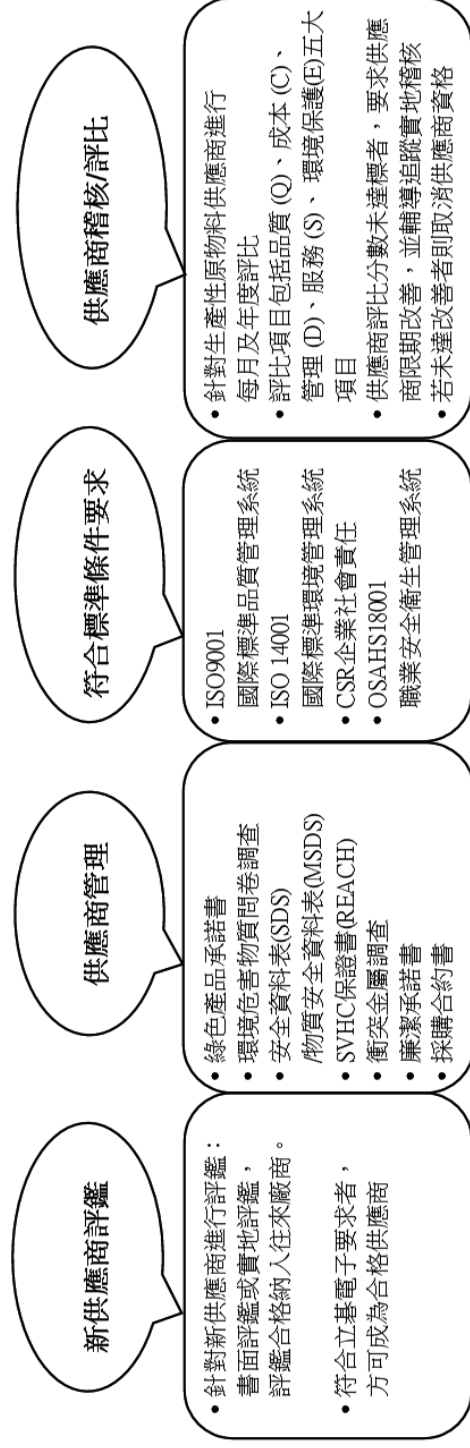 新供應商評鑑
• 針對新供應商進行評鑑：
書面評鑑或實地評鑑，
評鑑合格納入往來廠商。
• 符合立碁電子要求者，
方可成為合格供應商
供應商管理
• 綠色產品承諾書
• 環境危害物質問卷調查
• 安全資料表(SDS)
/物質安全資料表(MSDS)
• SVHC保證書(REACH)
• 衝突金屬調查
• 廉潔承諾書
• 採購合約書
符合標準條件要求
• ISO9001
國際標準品質管理系統
• ISO 14001
國際標準環境管理系統
• CSR企業社會責任
• OSAHS18001
職業安全衛生管理系統
供應商稽核/評比
• 針對生產性原物料供應商進行
每月及年度評比
• 評比項目包括品質 (Q)、成本 (C)、
管理 (D)、服務 (S)、環境保護(E)五大
項目
• 供應商評比分數未達標者，要求供應
商限期改善，並輔導追蹤實地稽核
• 若未達改善者則取消供應商資格